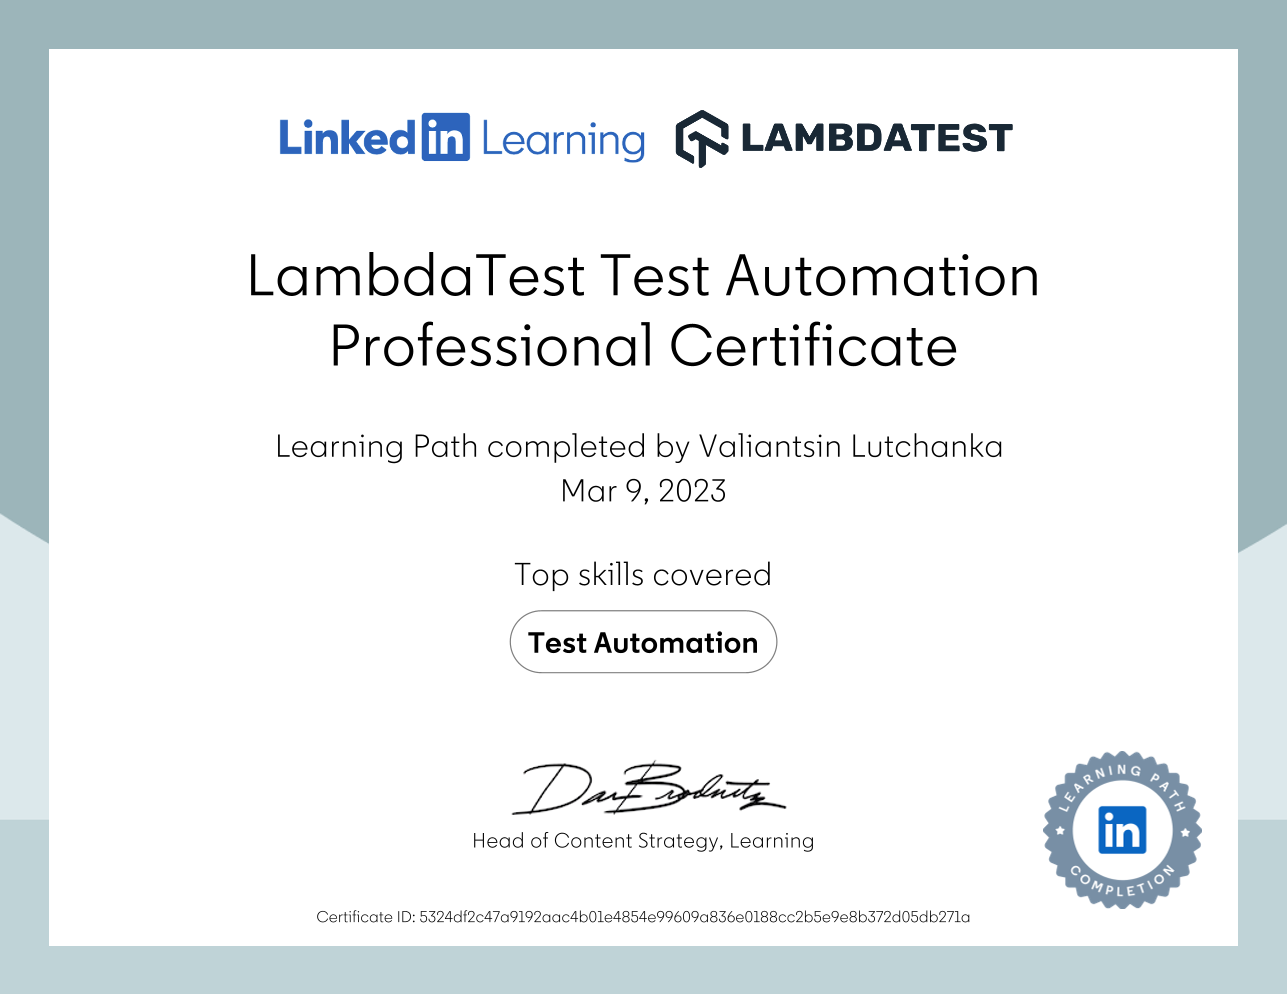 Linked in Learning LAMBDATEST
LambdaTest Test Automation
Professional Certificate
Learning Path completed by Valiantsin Lutchanka
Mar 9, 2023
Top skills covered
Test Automation
Dan Brodnitz
Head of Content Strategy, Learning
LEARNING PATH
in
COMPLETION
Certificate ID: 5324df2c47a9192aac4b01e4854e99609a836e0188cc2b5e9e8b372d05db271a